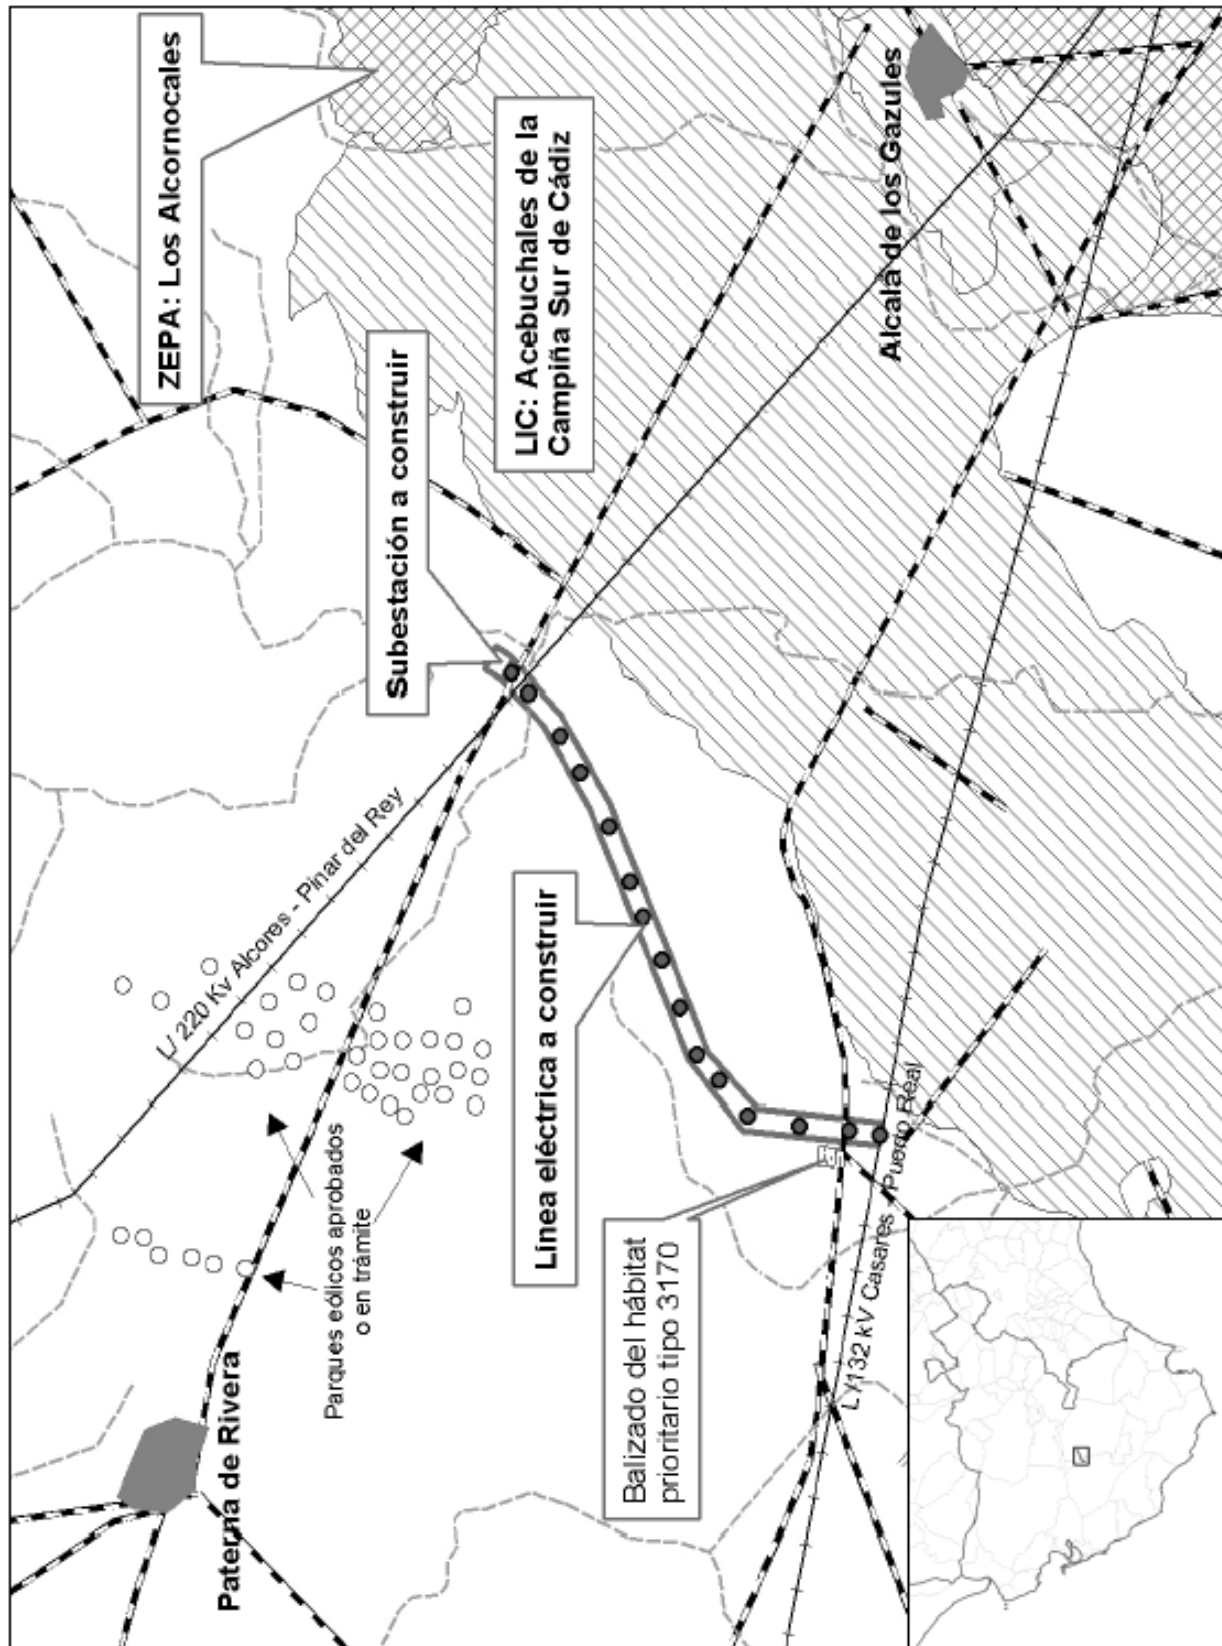 ZEPA: Los Alcornocales
LIC: Acebuchales de la
Campiña Sur de Cádiz
Alcala de los Gazules
Subestación a construir
L/ 220 Kv Alcores - Pinar del Rey
Línea eléctrica a construir
Parques eólicos aprobados
o en trámite
Paterna de Rivera
Balizado del hábitat
prioritario tipo 3170
L /132 kV Casares Puerto Real